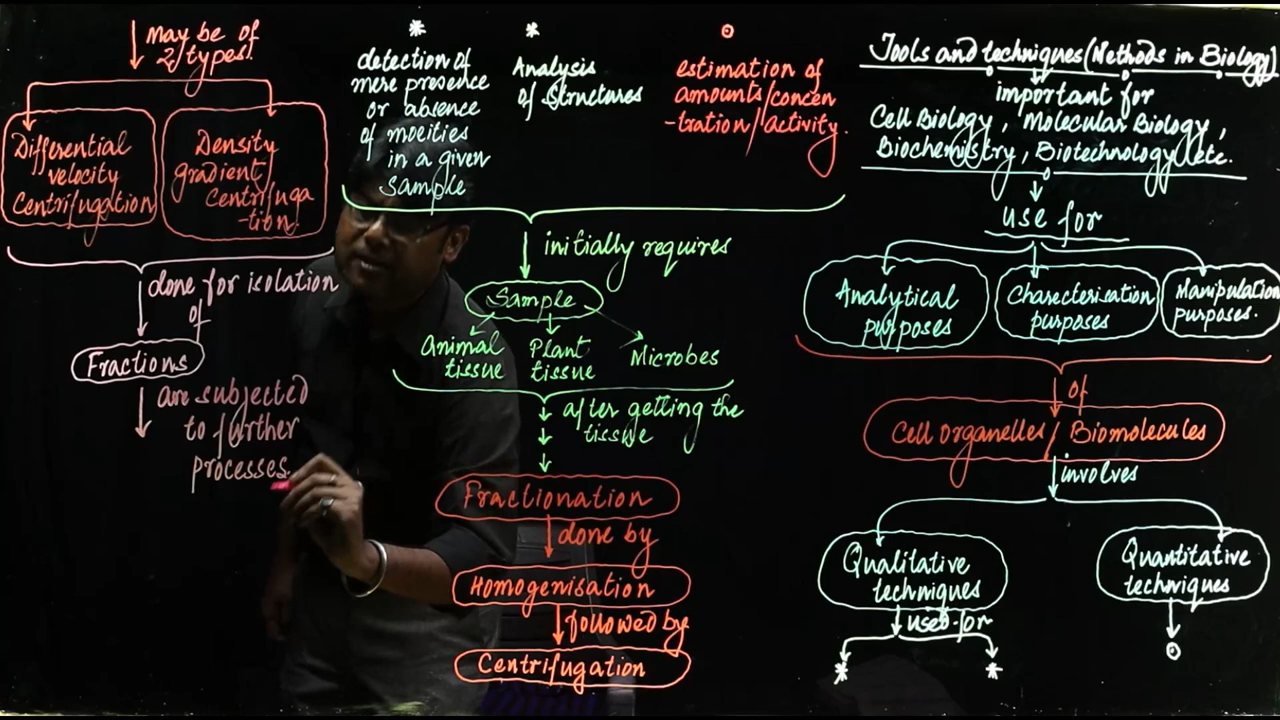 may be of
2 types.
Differential
velocity
Centrifugation
Density
gradient
Centrifuga
-tion.
done for isolation
of
Fractions
are subjected
to further
processes.
* detection of
mere presence
or absence
of moeities
in a given
sample
* Analysis
of Structures
estimation of
amounts/concen
-tration/activity.
initially requires
Sample
Animal
tissue
Plant
tissue
Microbes
after getting the
tissue
Fractionation
done by
Homogenisation
followed by
Centrifugation
Tools and techniques (Methods in Biology)
important for
Cell Biology, Molecular Biology,
Biochemistry, Biotechnology etc.
use for
Analytical
purposes
Charecterisation
purposes
Manipulation
purposes.
of
Cell organelles/Biomolecules
involves
Qualitative
techniques
Quantitative
techniques
used for
* *